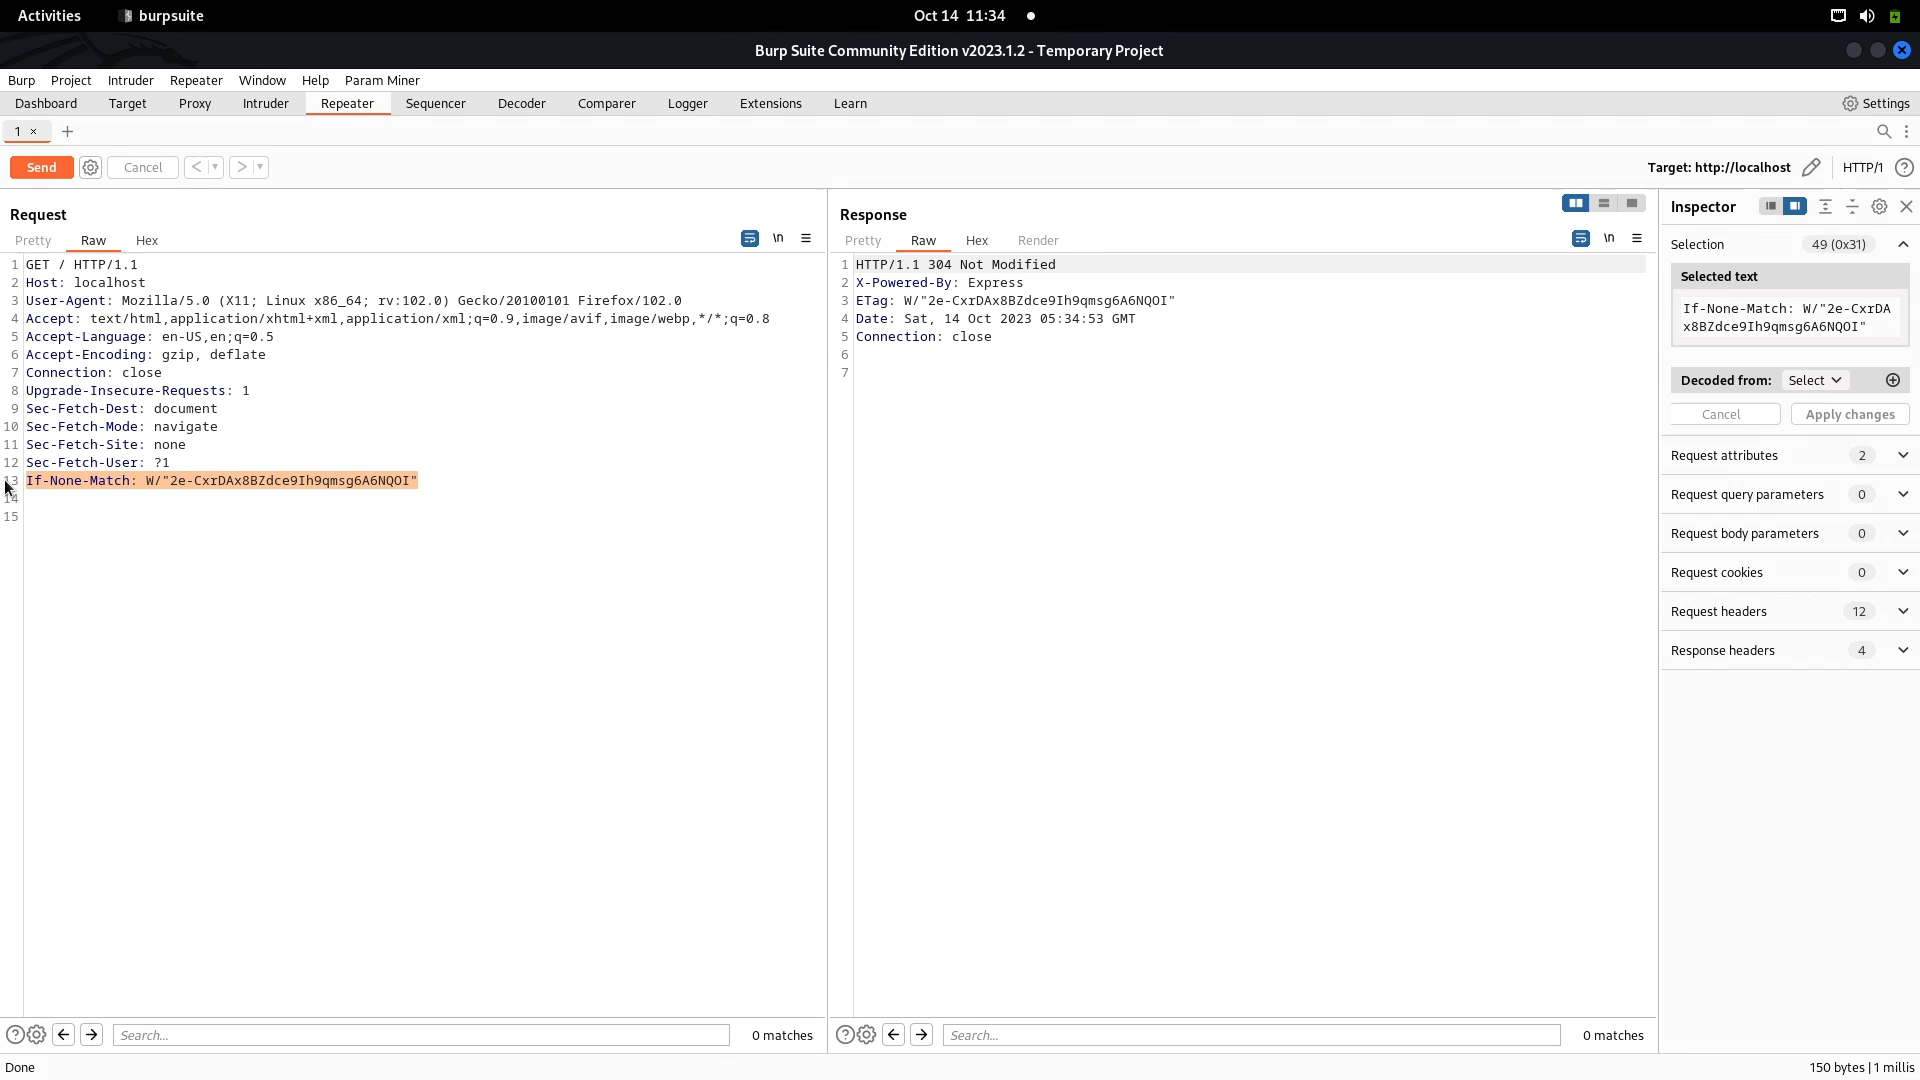 Activities burpsuite Oct 14 11:34
Burp Suite Community Edition v2023.1.2 - Temporary Project
Burp Project Intruder Repeater Window Help Param Miner
Dashboard Target Proxy Intruder Repeater Sequencer Decoder Comparer Logger Extensions Learn Settings
1 ×
Send Cancel Target: http://localhost HTTP/1
Request
Pretty Raw Hex \n
1 GET / HTTP/1.1
2 Host: localhost
3 User-Agent: Mozilla/5.0 (X11; Linux x86_64; rv:102.0) Gecko/20100101 Firefox/102.0
4 Accept: text/html,application/xhtml+xml,application/xml;q=0.9,image/avif,image/webp,*/*;q=0.8
5 Accept-Language: en-US,en;q=0.5
6 Accept-Encoding: gzip, deflate
7 Connection: close
8 Upgrade-Insecure-Requests: 1
9 Sec-Fetch-Dest: document
10 Sec-Fetch-Mode: navigate
11 Sec-Fetch-Site: none
12 Sec-Fetch-User: ?1
13 If-None-Match: W/"2e-CxrDAx8BZdce9Ih9qmsg6A6NQOI"
14
15
Search... 0 matches
Response
Pretty Raw Hex Render \n
1 HTTP/1.1 304 Not Modified
2 X-Powered-By: Express
3 ETag: W/"2e-CxrDAx8BZdce9Ih9qmsg6A6NQOI"
4 Date: Sat, 14 Oct 2023 05:34:53 GMT
5 Connection: close
6
7
Search... 0 matches
Inspector
Selection 49 (0x31)
Selected text
If-None-Match: W/"2e-CxrDA
x8BZdce9Ih9qmsg6A6NQOI"
Decoded from: Select
Cancel Apply changes
Request attributes 2
Request query parameters 0
Request body parameters 0
Request cookies 0
Request headers 12
Response headers 4
Done 150 bytes | 1 millis